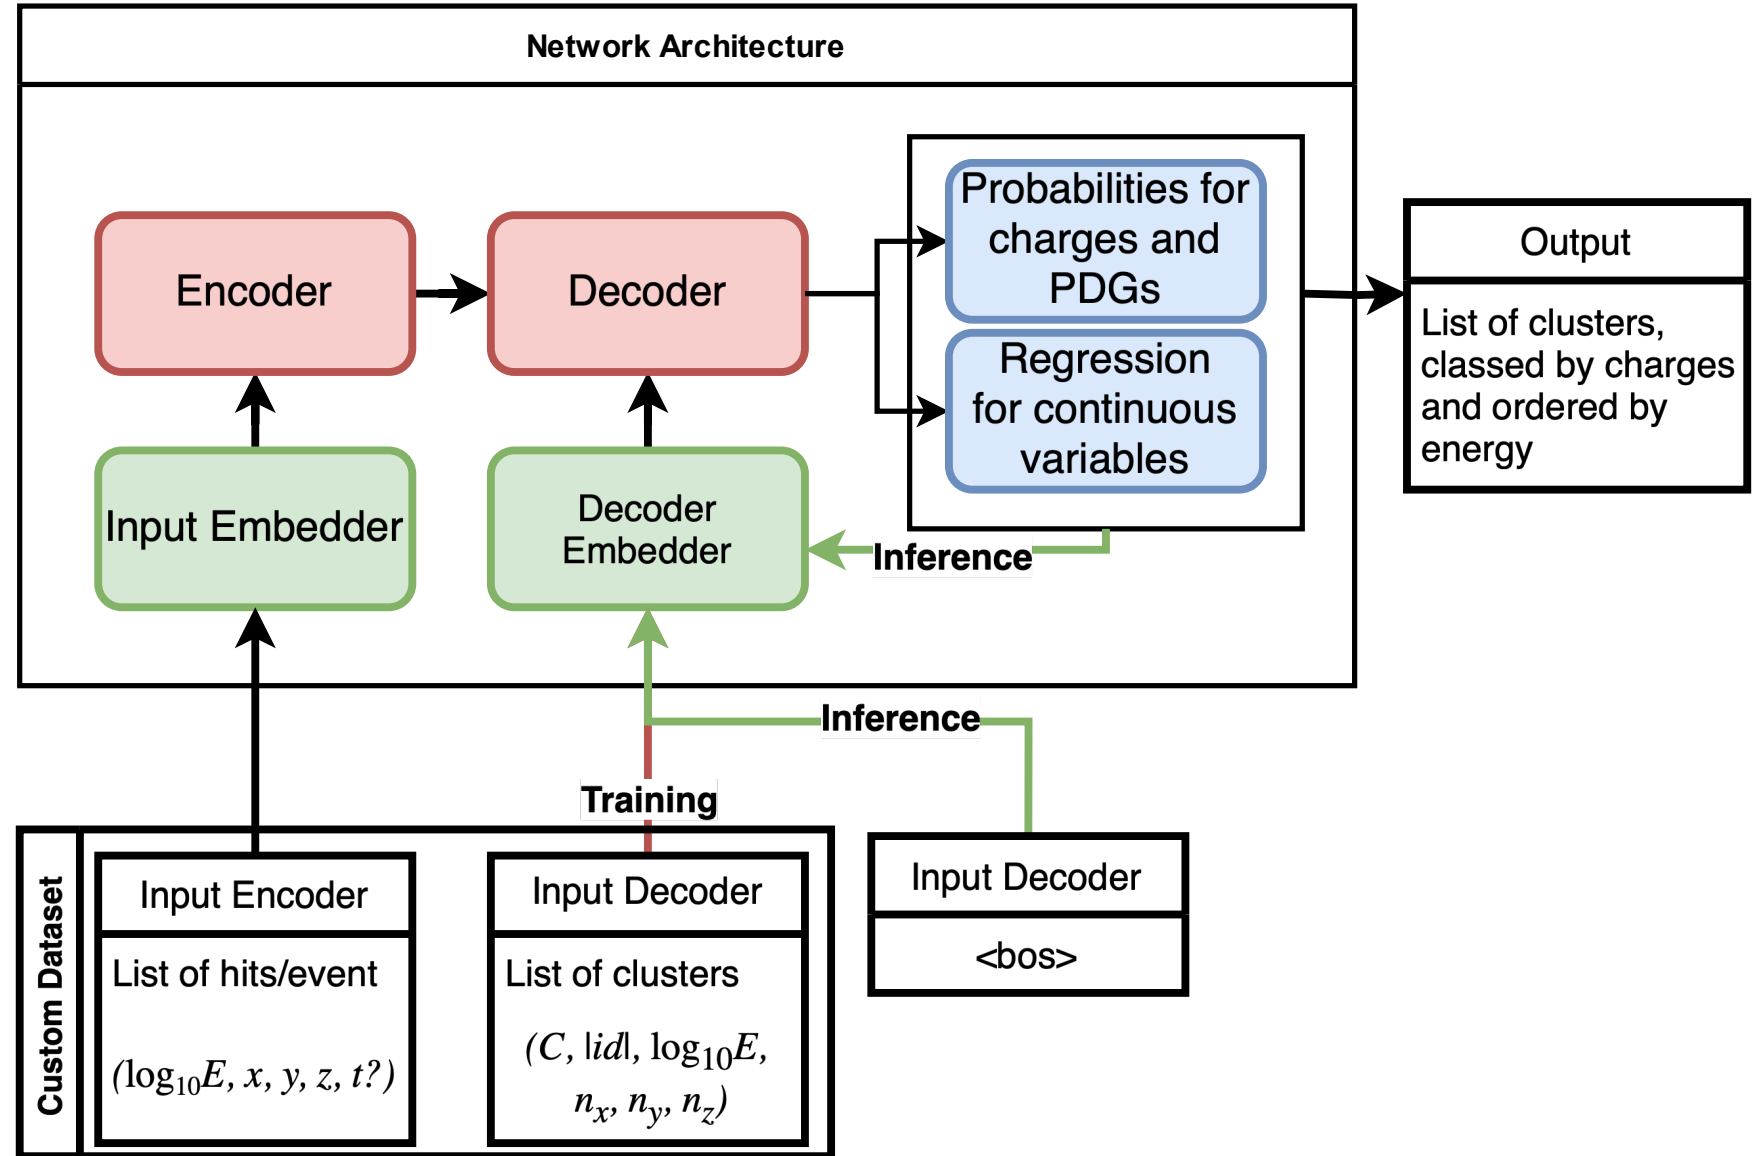 Network Architecture
Probabilities for
charges and
PDGs
Encoder
Decoder
Output
Regression
for continuous
variables
List of clusters,
classed by charges
and ordered by
energy
Input Embedder
Decoder
Embedder
Inference
Inference
Training
Custom Dataset
Input Encoder
List of hits/event
(log₁₀E, x, y, z, t?)
Input Decoder
List of clusters
(C, |id|, log₁₀E,
nₓ, n_y, n_z)
Input Decoder
<bos>